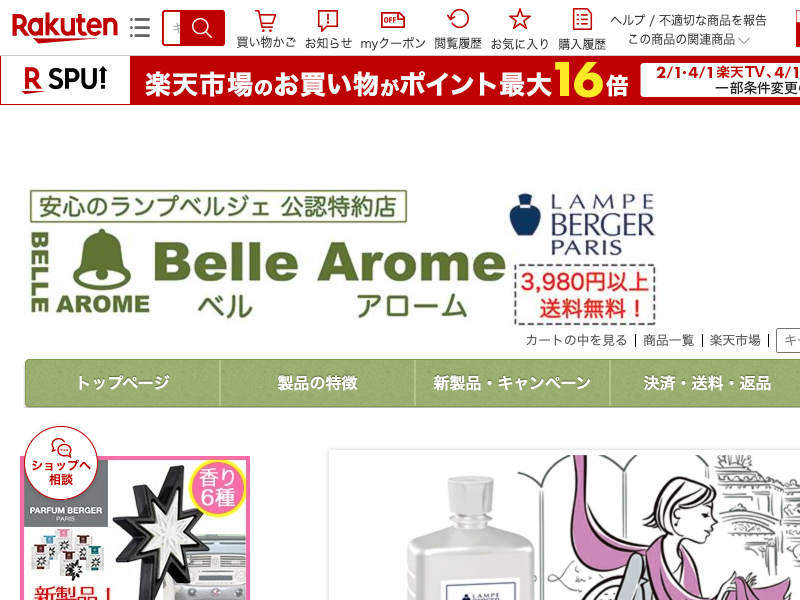 Rakuten
キ
買い物かご お知らせ myクーポン 閲覧履歴 お気に入り 購入履歴
OFF
ヘルプ / 不適切な商品を報告
この商品の関連商品
R SPU!
楽天市場のお買い物がポイント最大16倍
2/1・4/1 楽天TV、4/1
一部条件変更
安心のランプベルジェ 公認特約店
BELLE AROME
Belle Arome
ベル アローム
LAMPE
BERGER
PARIS
3,980円以上
送料無料！
カートの中を見る 商品一覧 楽天市場 キー
トップページ 製品の特徴 新製品・キャンペーン 決済・送料・返品
ショップへ
相談
香り
6種
PARFUM BERGER
PARIS
新製品！
LAMPE
BERGER